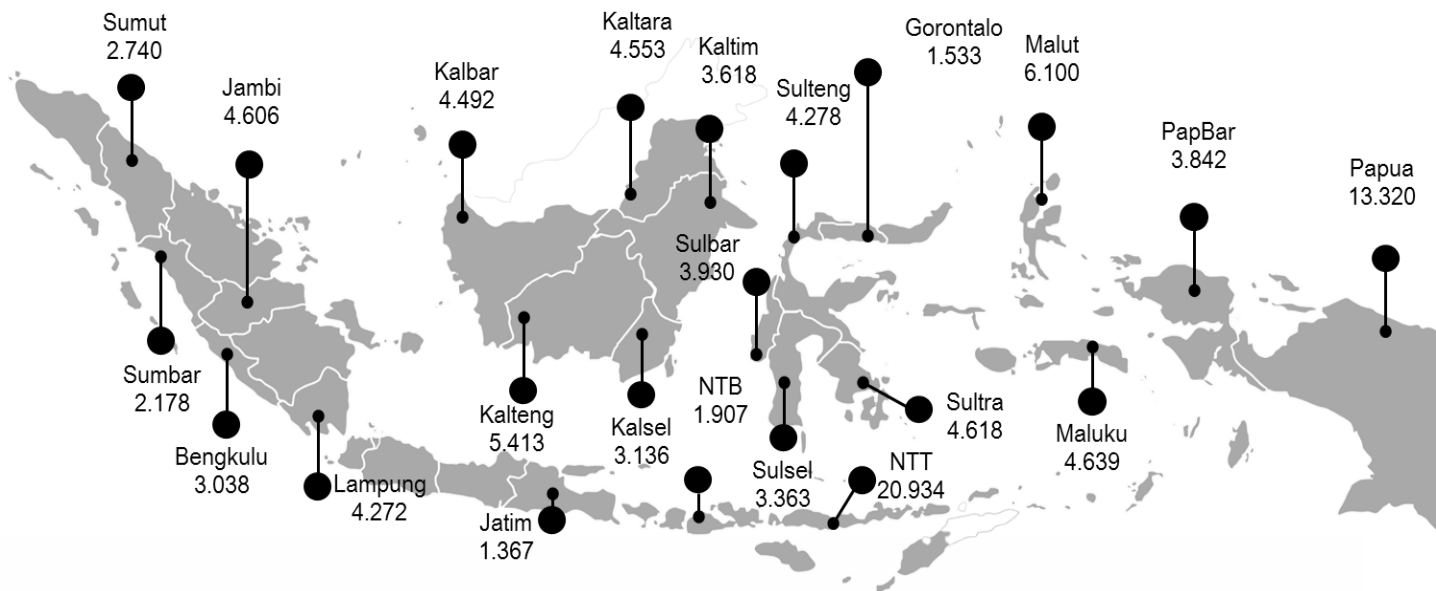 Sumut
2.740
Jambi
4.606
Kalbar
4.492
Kaltara
4.553
Kaltim
3.618
Sulteng
4.278
Gorontalo
1.533
Malut
6.100
PapBar
3.842
Papua
13.320
Sulbar
3.930
Sumbar
2.178
Bengkulu
3.038
Lampung
4.272
Jatim
1.367
Kalteng
5.413
Kalsel
3.136
NTB
1.907
Sulsel
3.363
NTT
20.934
Sultra
4.618
Maluku
4.639